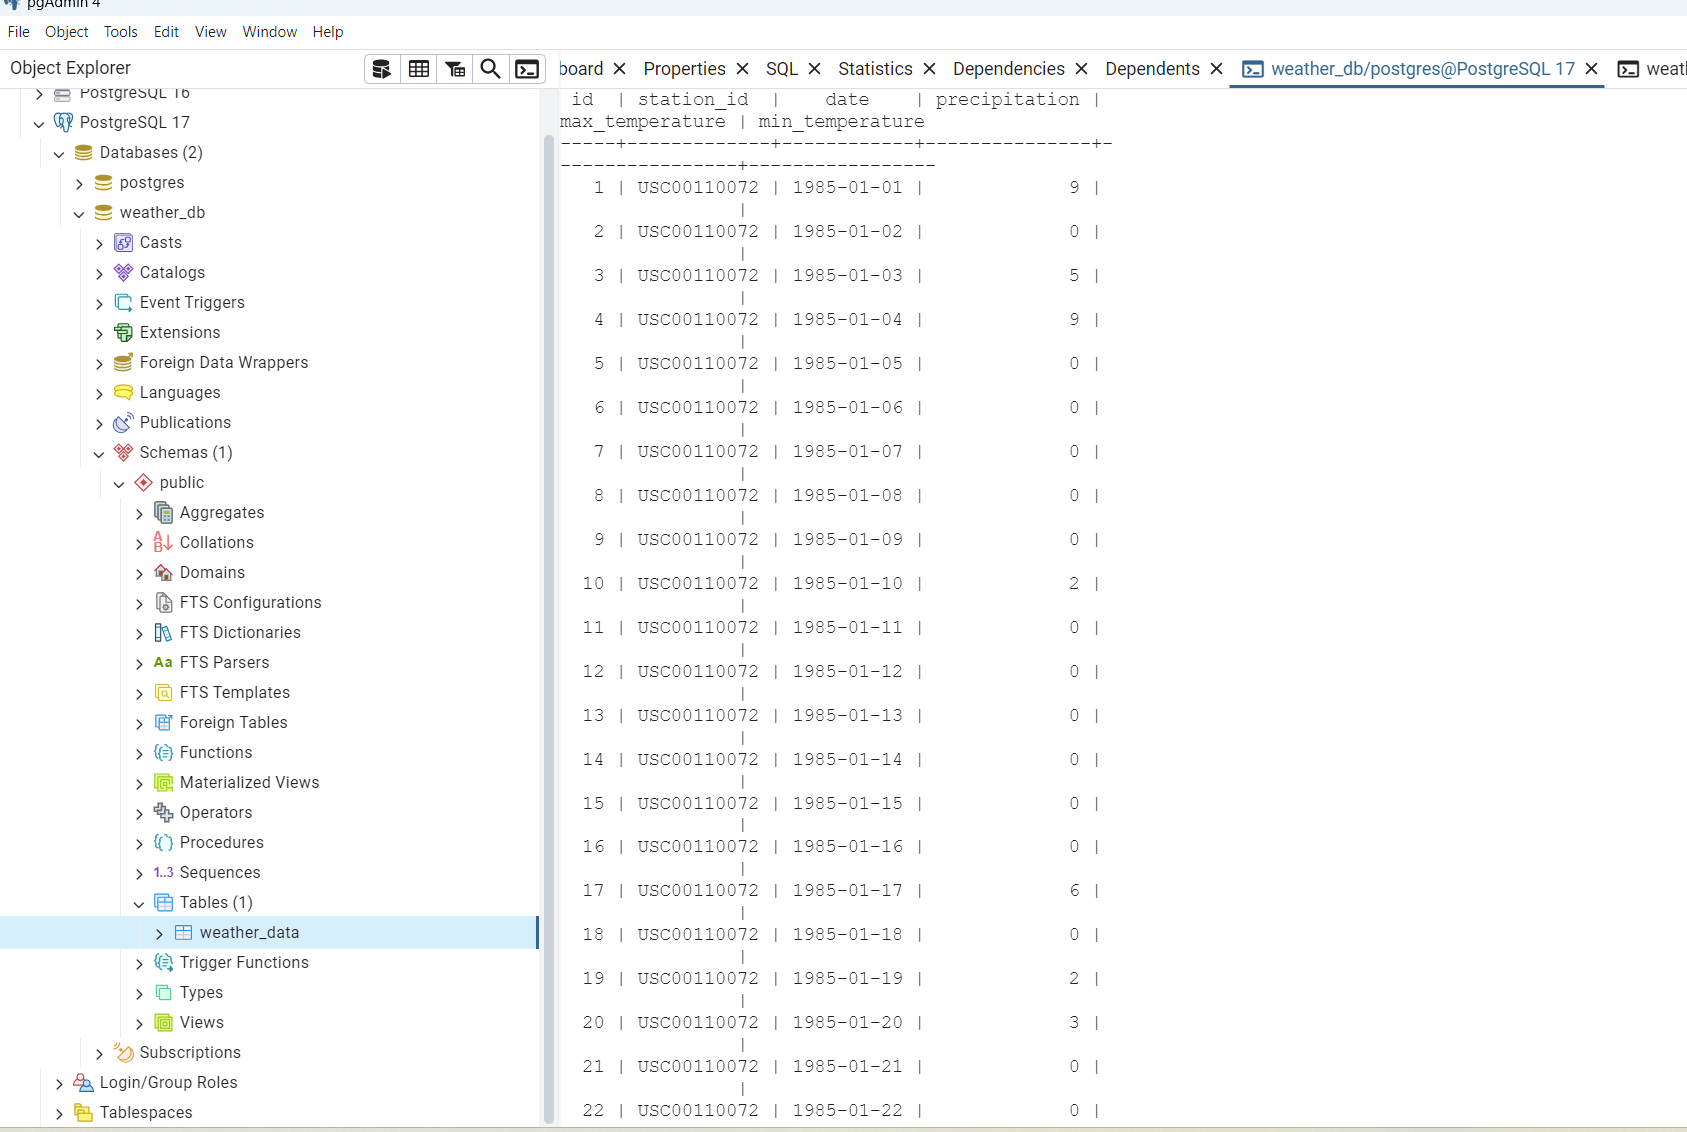 pgAdmin 4
File Object Tools Edit View Window Help
Object Explorer
board Properties SQL Statistics Dependencies Dependents weather_db/postgres@PostgreSQL 17 weat
PostgreSQL 16
PostgreSQL 17
Databases (2)
postgres
weather_db
Casts
Catalogs
Event Triggers
Extensions
Foreign Data Wrappers
Languages
Publications
Schemas (1)
public
Aggregates
Collations
Domains
FTS Configurations
FTS Dictionaries
Aa FTS Parsers
FTS Templates
Foreign Tables
Functions
Materialized Views
Operators
Procedures
1..3 Sequences
Tables (1)
weather_data
Trigger Functions
Types
Views
Subscriptions
Login/Group Roles
Tablespaces
id | station_id | date | precipitation |
max_temperature | min_temperature
-----+-------------+------------+---------------+-
-----------------+-----------------
1 | USC00110072 | 1985-01-01 | 9 |
|
2 | USC00110072 | 1985-01-02 | 0 |
|
3 | USC00110072 | 1985-01-03 | 5 |
|
4 | USC00110072 | 1985-01-04 | 9 |
|
5 | USC00110072 | 1985-01-05 | 0 |
|
6 | USC00110072 | 1985-01-06 | 0 |
|
7 | USC00110072 | 1985-01-07 | 0 |
|
8 | USC00110072 | 1985-01-08 | 0 |
|
9 | USC00110072 | 1985-01-09 | 0 |
|
10 | USC00110072 | 1985-01-10 | 2 |
|
11 | USC00110072 | 1985-01-11 | 0 |
|
12 | USC00110072 | 1985-01-12 | 0 |
|
13 | USC00110072 | 1985-01-13 | 0 |
|
14 | USC00110072 | 1985-01-14 | 0 |
|
15 | USC00110072 | 1985-01-15 | 0 |
|
16 | USC00110072 | 1985-01-16 | 0 |
|
17 | USC00110072 | 1985-01-17 | 6 |
|
18 | USC00110072 | 1985-01-18 | 0 |
|
19 | USC00110072 | 1985-01-19 | 2 |
|
20 | USC00110072 | 1985-01-20 | 3 |
|
21 | USC00110072 | 1985-01-21 | 0 |
|
22 | USC00110072 | 1985-01-22 | 0 |